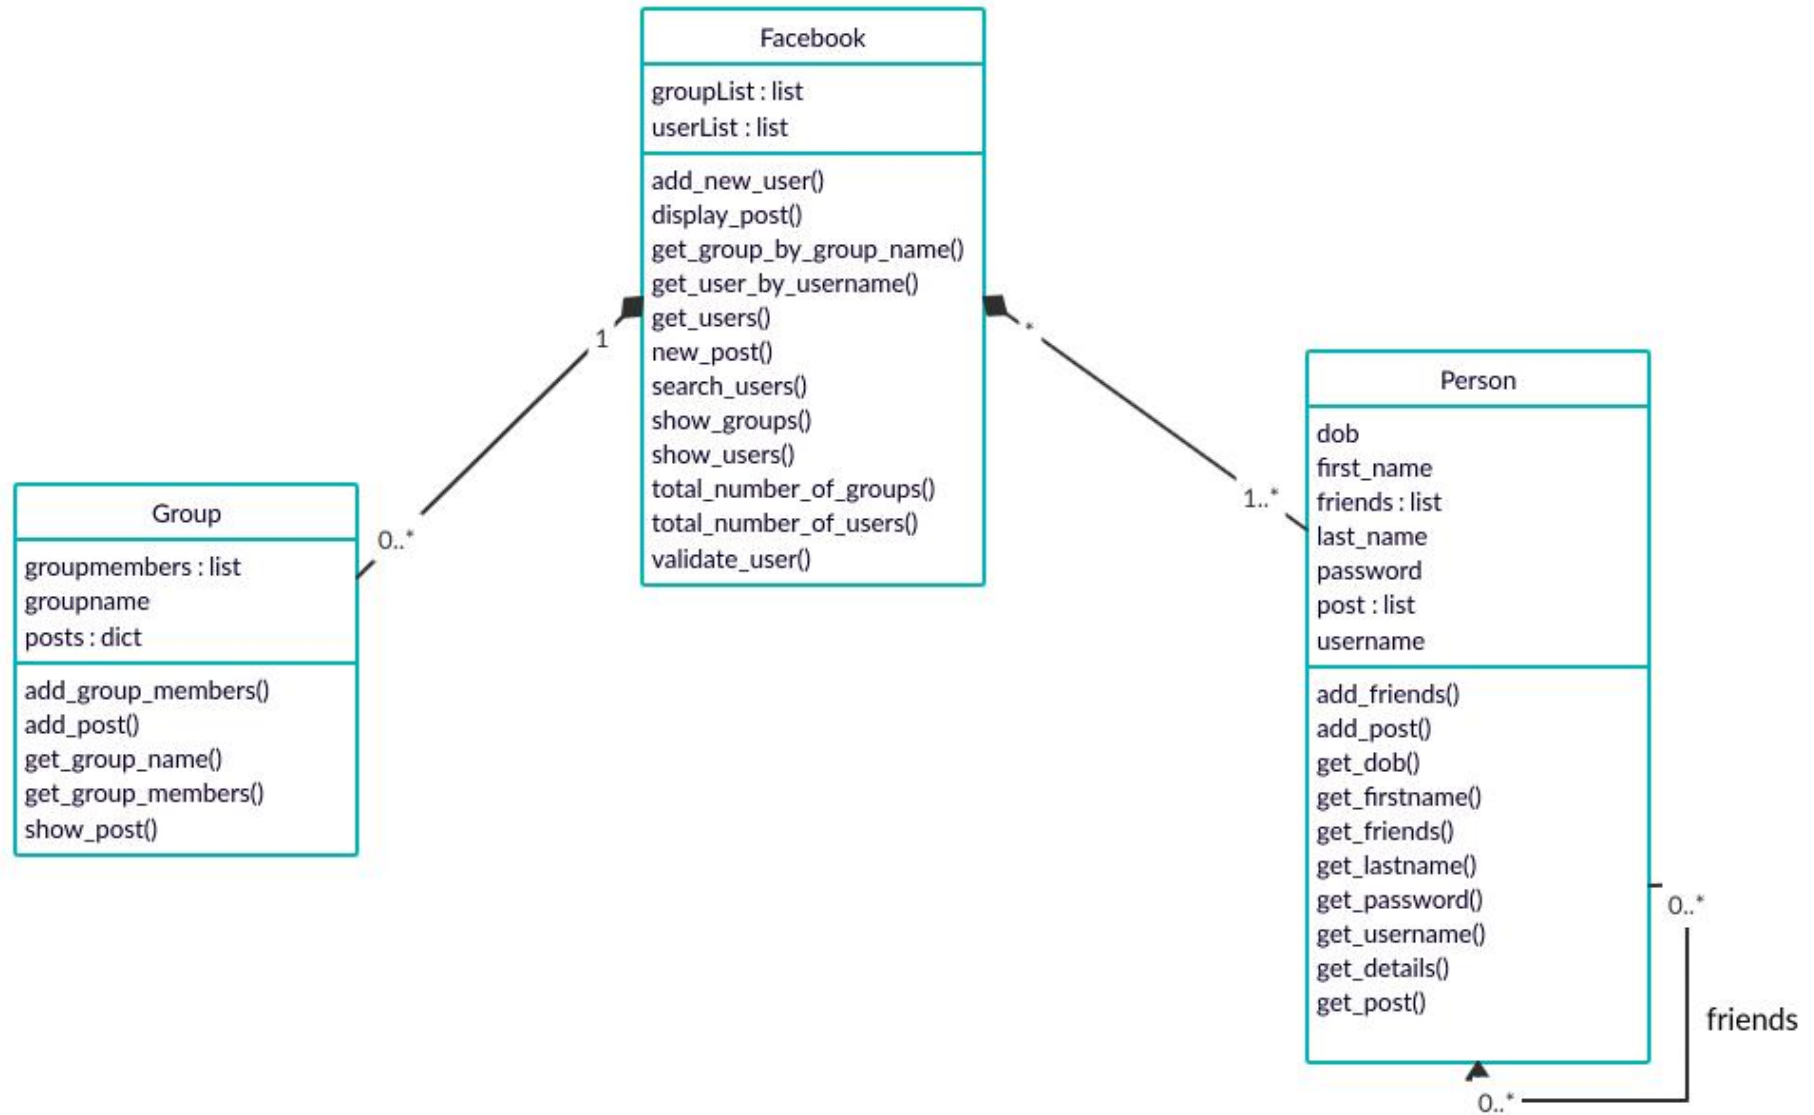 Facebook
groupList : list
userList : list
add_new_user()
display_post()
get_group_by_group_name()
get_user_by_username()
get_users()
new_post()
search_users()
show_groups()
show_users()
total_number_of_groups()
total_number_of_users()
validate_user()
1
0..*
*
1..*
Group
groupmembers : list
groupname
posts : dict
add_group_members()
add_post()
get_group_name()
get_group_members()
show_post()
Person
dob
first_name
friends : list
last_name
password
post : list
username
add_friends()
add_post()
get_dob()
get_firstname()
get_friends()
get_lastname()
get_password()
get_username()
get_details()
get_post()
0..*
friends
0..*